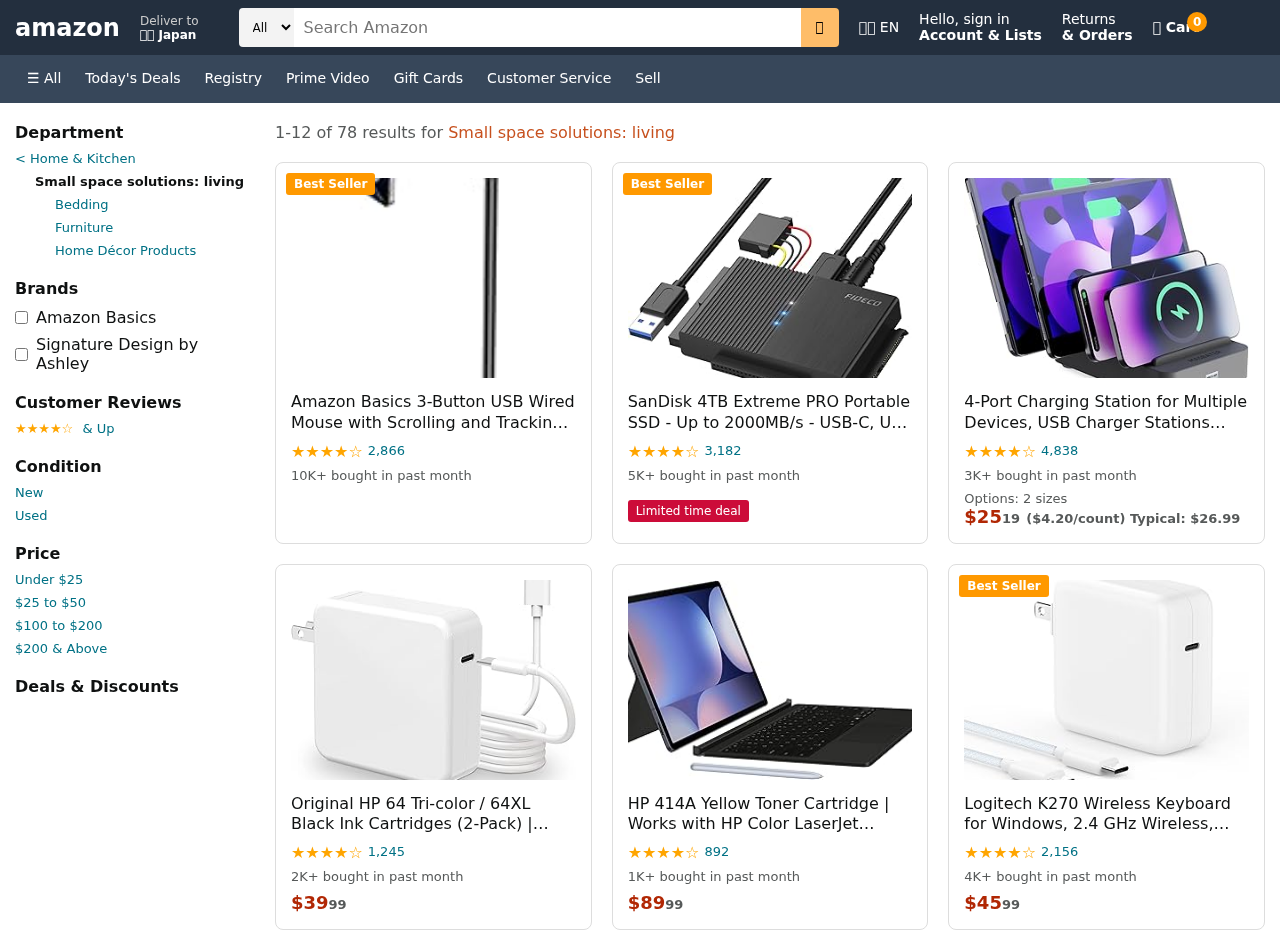 amazon
Deliver to
Japan
All
Search Amazon
EN
Hello, sign in
Account & Lists
Returns
& Orders
0
☰ All
Today's Deals
Registry
Prime Video
Gift Cards
Customer Service
Sell
Department
< Home & Kitchen
Small space solutions: living
Bedding
Furniture
Home Décor Products
Brands
Amazon Basics
Signature Design by
Ashley
Customer Reviews
★★★★☆ & Up
Condition
New
Used
Price
Under $25
$25 to $50
$100 to $200
$200 & Above
Deals & Discounts
1-12 of 78 results for Small space solutions: living
Best Seller
Amazon Basics 3-Button USB Wired
Mouse with Scrolling and Trackin…
★★★★☆ 2,866
10K+ bought in past month
Best Seller
FIDECO
SanDisk 4TB Extreme PRO Portable
SSD - Up to 2000MB/s - USB-C, U…
★★★★☆ 3,182
5K+ bought in past month
Limited time deal
4-Port Charging Station for Multiple
Devices, USB Charger Stations…
★★★★☆ 4,838
3K+ bought in past month
Options: 2 sizes
$2519 ($4.20/count) Typical: $26.99
Original HP 64 Tri-color / 64XL
Black Ink Cartridges (2-Pack) |…
★★★★☆ 1,245
2K+ bought in past month
$3999
HP 414A Yellow Toner Cartridge |
Works with HP Color LaserJet…
★★★★☆ 892
1K+ bought in past month
$8999
Best Seller
Logitech K270 Wireless Keyboard
for Windows, 2.4 GHz Wireless,…
★★★★☆ 2,156
4K+ bought in past month
$4599